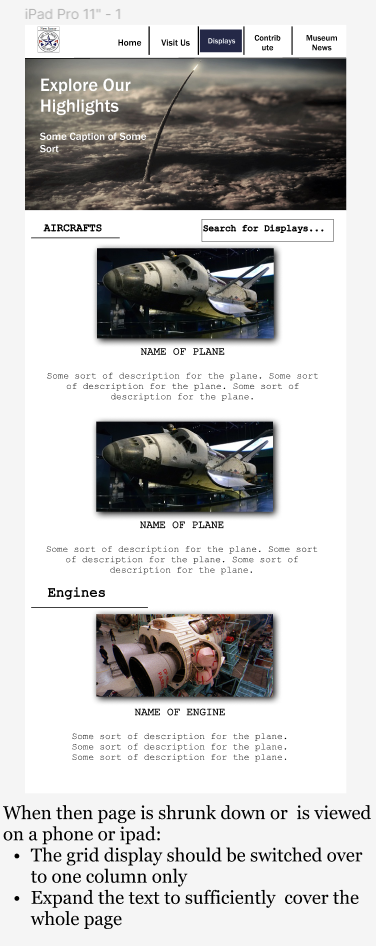 iPad Pro 11" - 1
Home
Visit Us
Displays
Contrib
ute
Museum
News
Explore Our
Highlights
Some Caption of Some
Sort
AIRCRAFTS
Search for Displays...
NAME OF PLANE
Some sort of description for the plane. Some sort
of description for the plane. Some sort of
description for the plane.
NAME OF PLANE
Some sort of description for the plane. Some sort
of description for the plane. Some sort of
description for the plane.
Engines
NAME OF ENGINE
Some sort of description for the plane.
Some sort of description for the plane.
Some sort of description for the plane.
When then page is shrunk down or is viewed
on a phone or ipad:
• The grid display should be switched over
to one column only
• Expand the text to sufficiently cover the
whole page